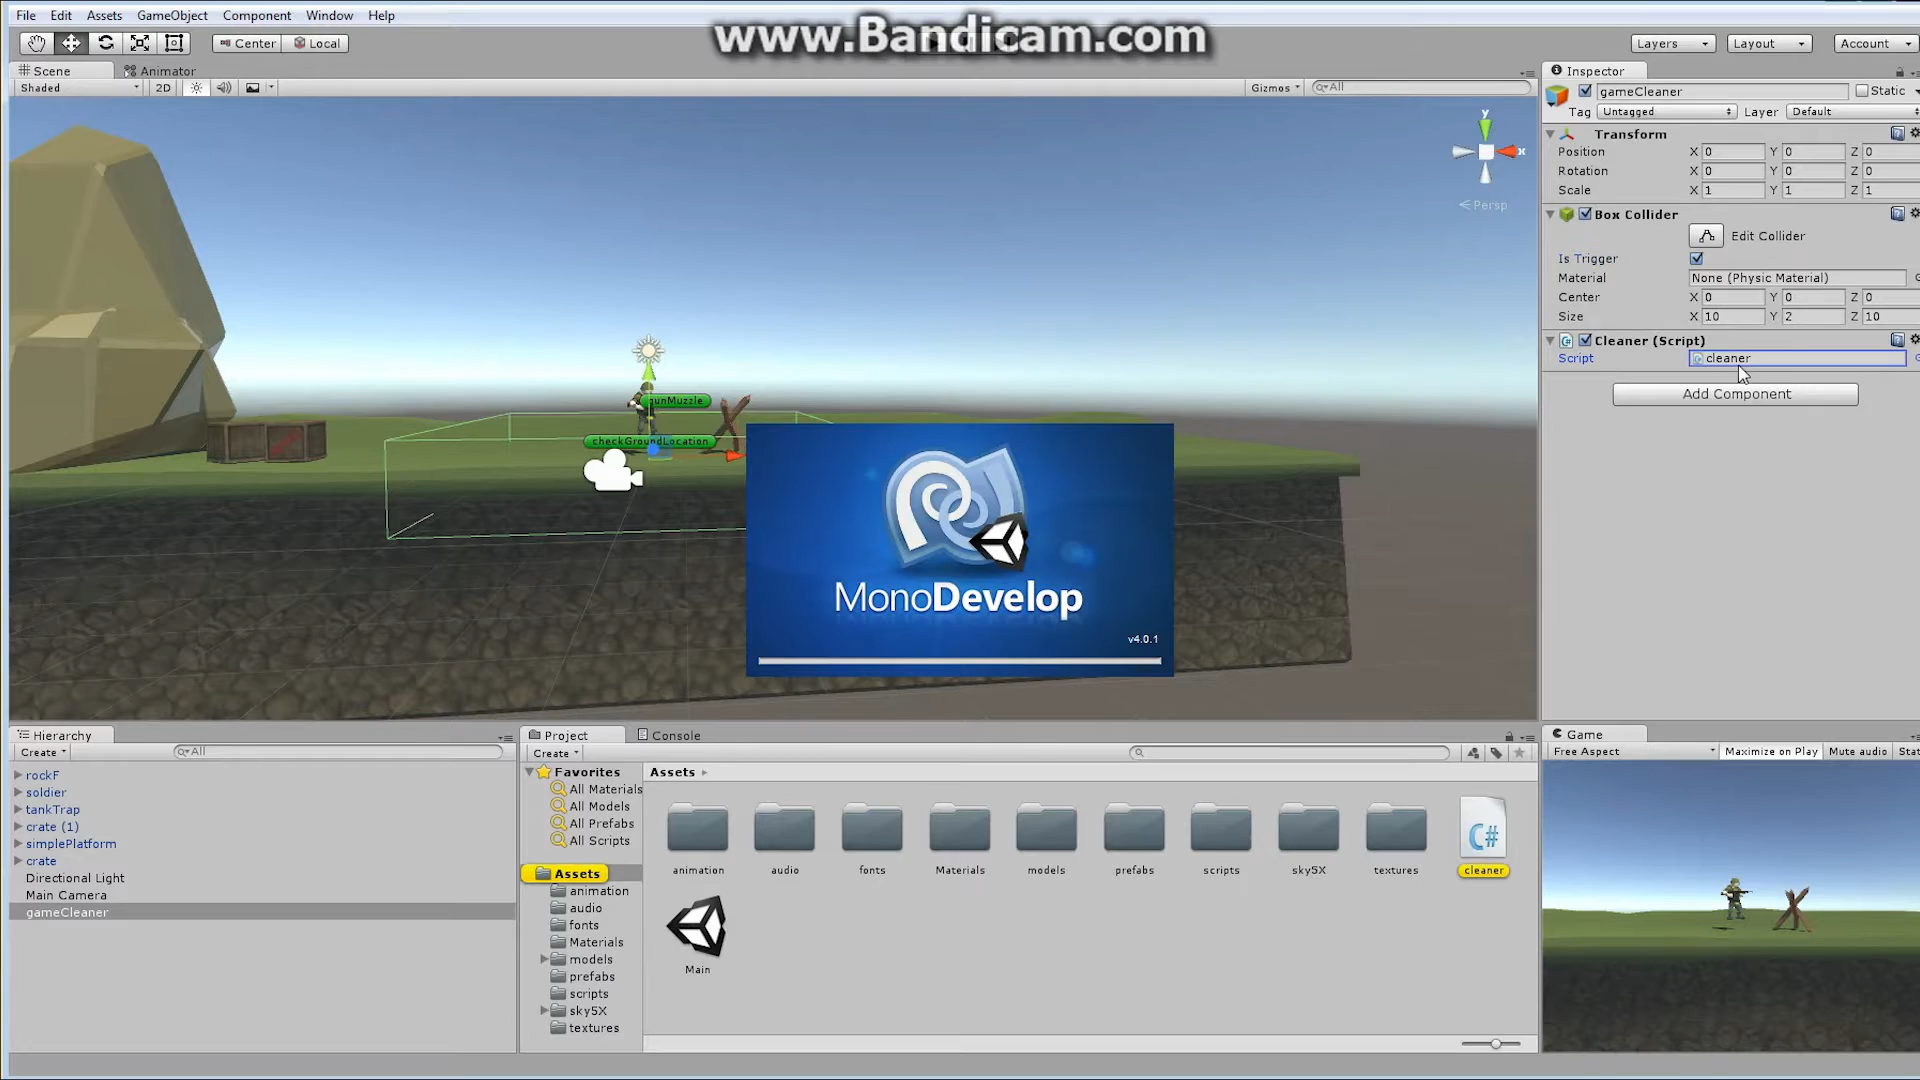 File Edit Assets GameObject Component Window Help
www.Bandicam.com
Center Local
Layers Layout Account
Scene Animator
Shaded 2D Gizmos All
y
x
Persp
gunMuzzle
checkGroundLocation
MonoDevelop
v4.0.1
Inspector
gameCleaner Static
Tag Untagged Layer Default
Transform
Position X 0 Y 0 Z 0
Rotation X 0 Y 0 Z 0
Scale X 1 Y 1 Z 1
Box Collider
Edit Collider
Is Trigger
Material None (Physic Material)
Center X 0 Y 0 Z 0
Size X 10 Y 2 Z 10
Cleaner (Script)
Script cleaner
Add Component
Hierarchy
Create All
rockF
soldier
tankTrap
crate (1)
simplePlatform
crate
Directional Light
Main Camera
gameCleaner
Project Console
Create
Favorites
All Materials
All Models
All Prefabs
All Scripts
Assets
animation
audio
fonts
Materials
models
prefabs
scripts
sky5X
textures
Assets
animation audio fonts Materials models prefabs scripts sky5X textures cleaner
C#
Main
Game
Free Aspect Maximize on Play Mute audio Stat